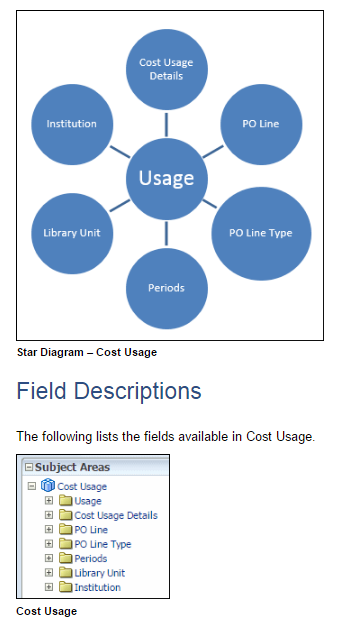 Cost Usage
Details
Institution
PO Line
Usage
Library Unit
PO Line Type
Periods
Star Diagram – Cost Usage
Field Descriptions
The following lists the fields available in Cost Usage.
Subject Areas
Cost Usage
Usage
Cost Usage Details
PO Line
PO Line Type
Periods
Library Unit
Institution
Cost Usage